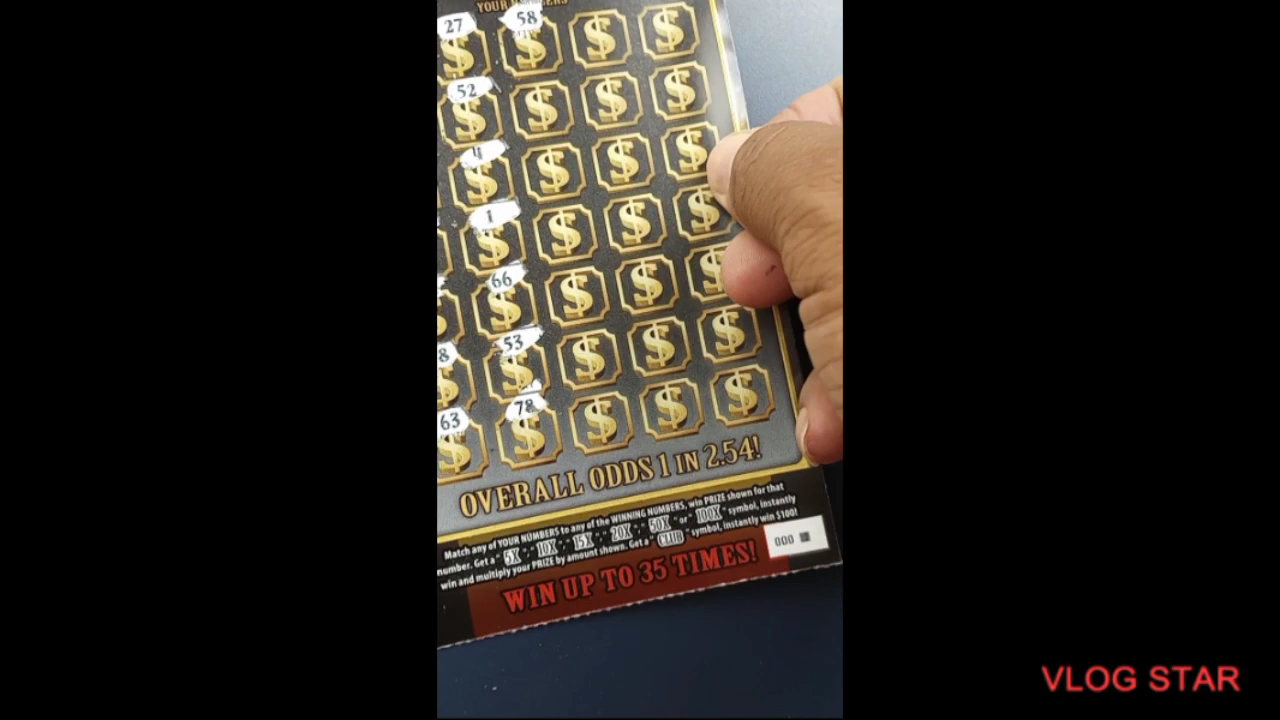 YOUR NUMBERS
27 58
52
4
1
66
8 53
63 78
OVERALL ODDS 1 IN 2.54!
Match any of YOUR NUMBERS to any of the WINNING NUMBERS, win PRIZE shown for that
number. Get a "5X", "10X", "15X", "20X", "50X" or "100X" symbol, instantly
win and multiply your PRIZE by amount shown. Get a "CLUB" symbol, instantly win $100!
000
WIN UP TO 35 TIMES!
VLOG STAR